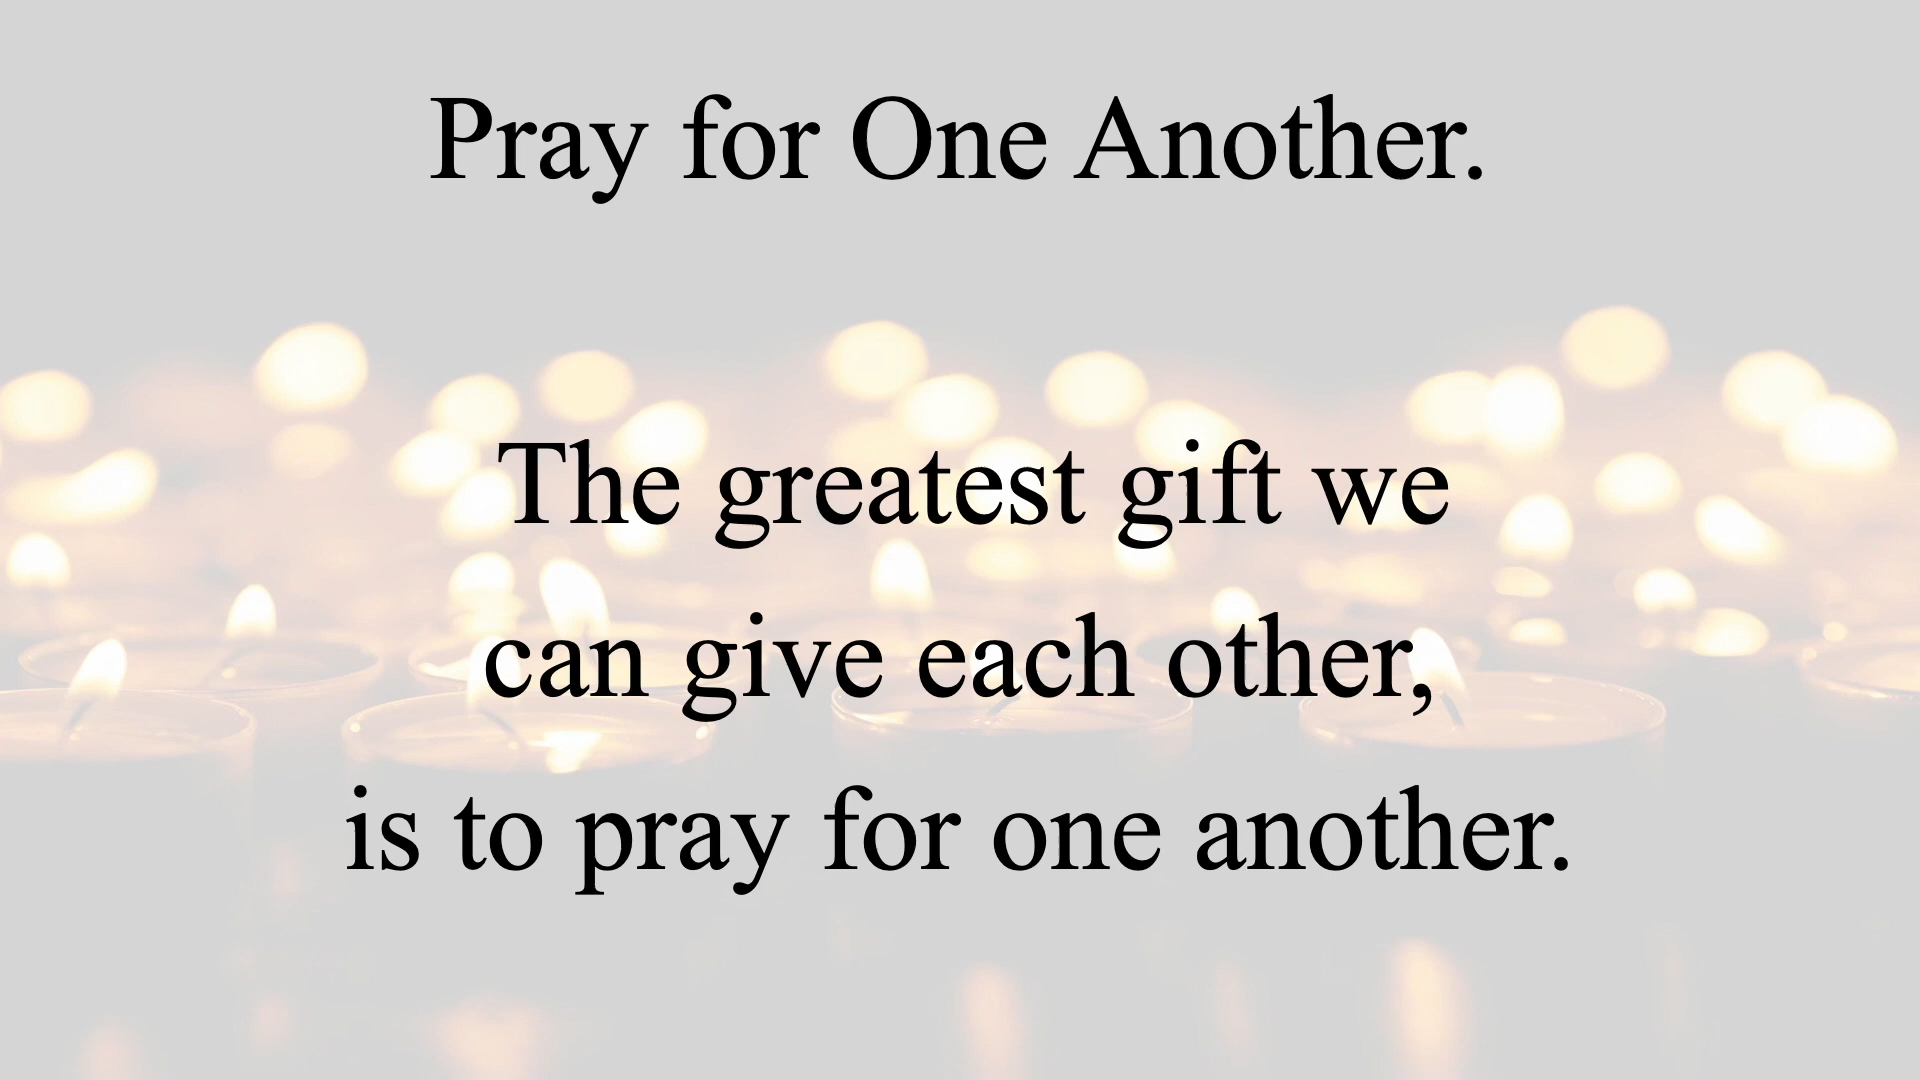 Pray for One Another.
The greatest gift we
can give each other,
is to pray for one another.